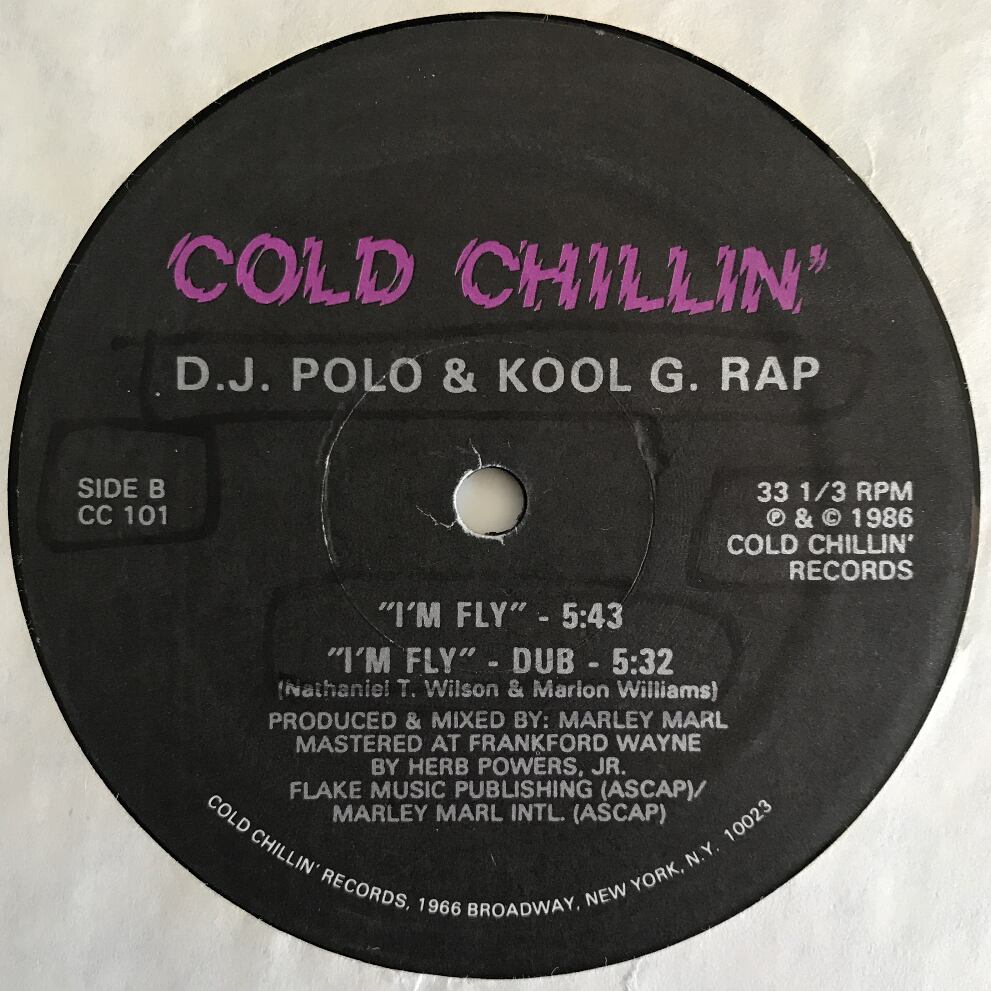 COLD CHILLIN'
D.J. POLO & KOOL G. RAP
SIDE B
CC 101
33 1/3 RPM
℗ & © 1986
COLD CHILLIN'
RECORDS
"I'M FLY" - 5:43
"I'M FLY" - DUB - 5:32
(Nathaniel T. Wilson & Marlon Williams)
PRODUCED & MIXED BY: MARLEY MARL
MASTERED AT FRANKFORD WAYNE
BY HERB POWERS, JR.
FLAKE MUSIC PUBLISHING (ASCAP)/
MARLEY MARL INTL. (ASCAP)
COLD CHILLIN' RECORDS, 1966 BROADWAY, NEW YORK, N.Y. 10023